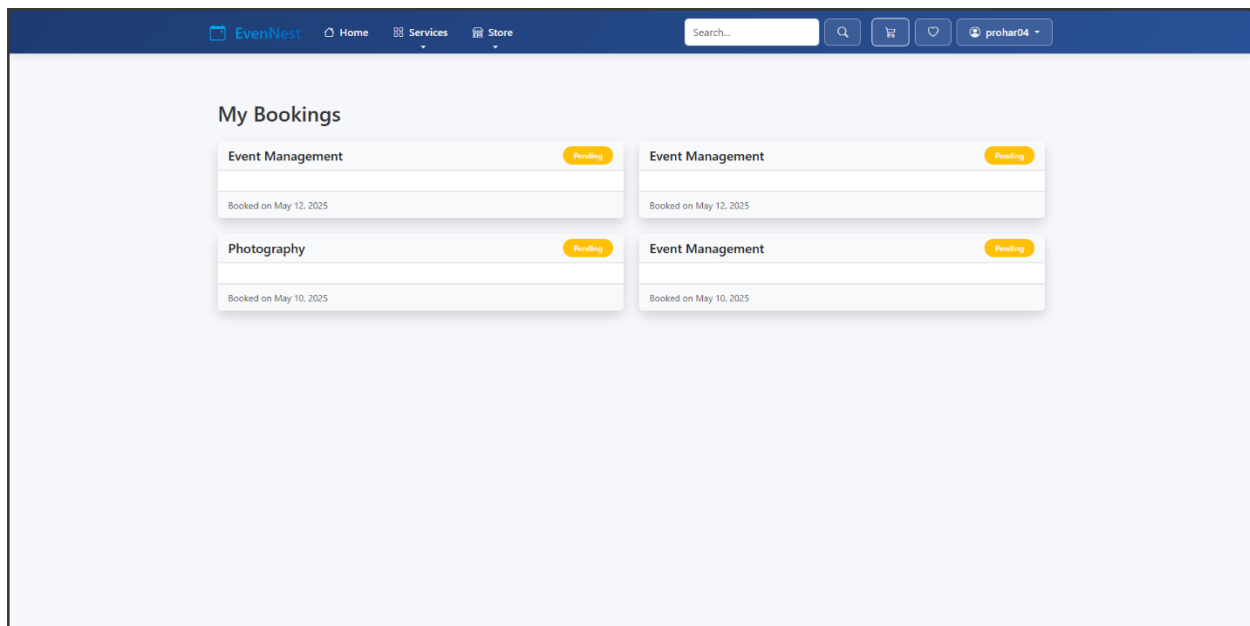 EvenNest Home Services Store Search... prohar04
My Bookings
Event Management Pending
Event Management Pending
Booked on May 12, 2025
Booked on May 12, 2025
Photography Pending
Event Management Pending
Booked on May 10, 2025
Booked on May 10, 2025